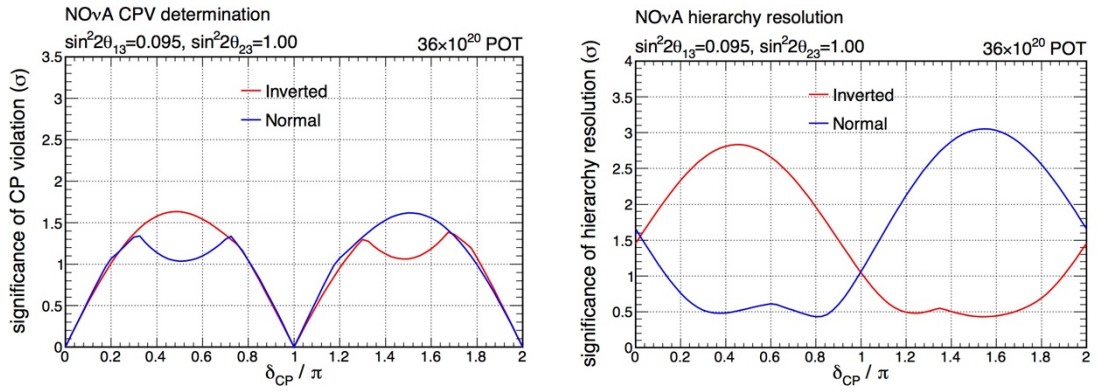 NOνA CPV determination
sin²2θ₁₃=0.095, sin²2θ₂₃=1.00 36×10²⁰ POT
significance of CP violation (σ)
3.5
3
2.5
2
1.5
1
0.5
0
Inverted
Normal
0 0.2 0.4 0.6 0.8 1 1.2 1.4 1.6 1.8 2
δCP / π
NOνA hierarchy resolution
sin²2θ₁₃=0.095, sin²2θ₂₃=1.00 36×10²⁰ POT
significance of hierarchy resolution (σ)
4
3.5
3
2.5
2
1.5
1
0.5
0
Inverted
Normal
0 0.2 0.4 0.6 0.8 1 1.2 1.4 1.6 1.8 2
δCP / π